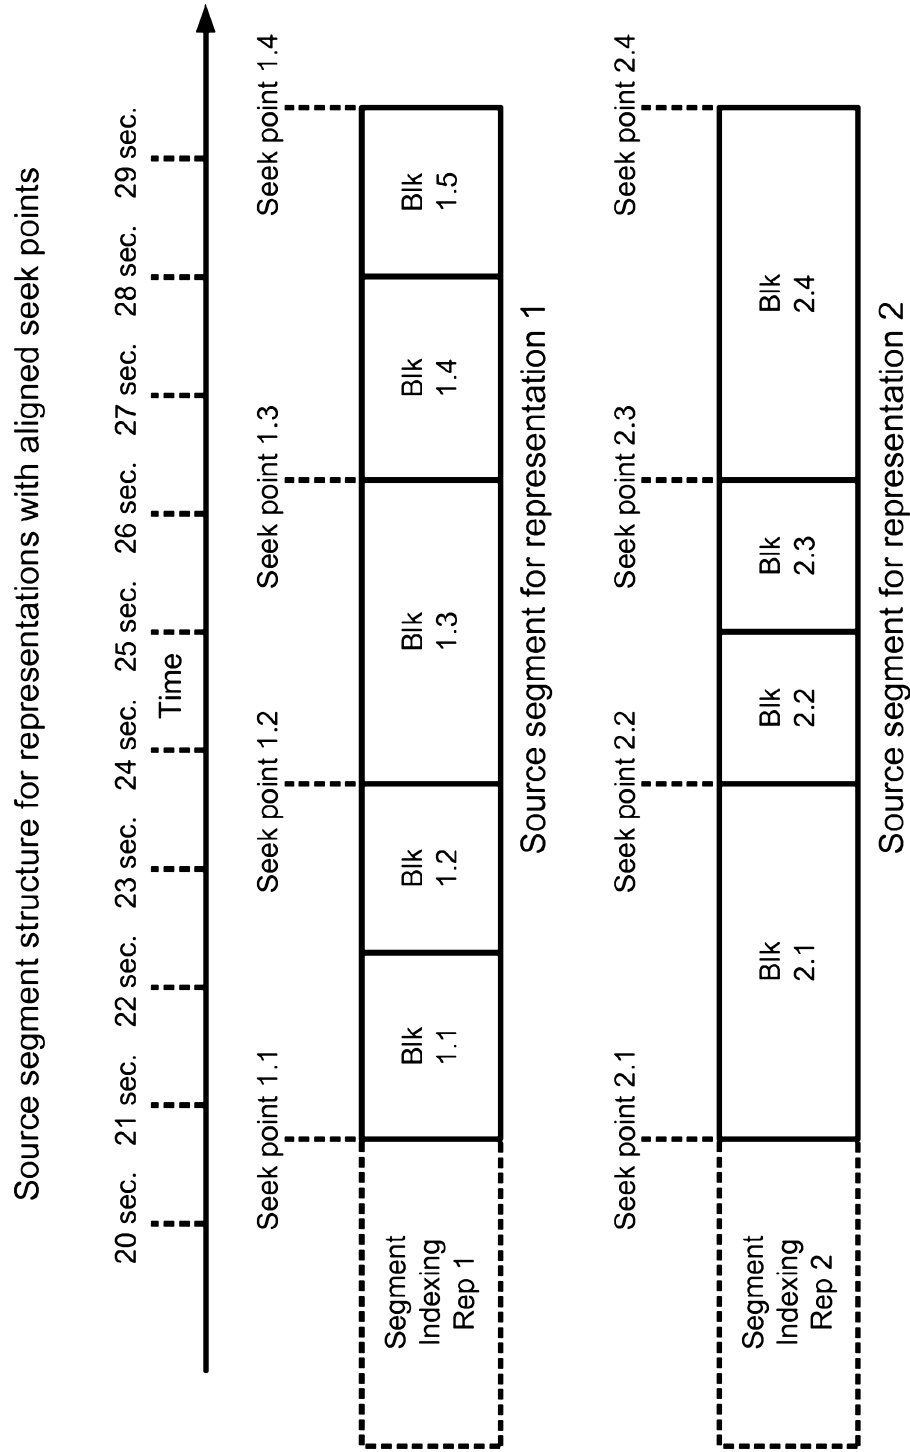 Source segment structure for representations with aligned seek points
20 sec.
21 sec.
22 sec.
23 sec.
24 sec.
25 sec.
26 sec.
27 sec.
28 sec.
29 sec.
Time
Seek point 1.1
Seek point 1.2
Seek point 1.3
Seek point 1.4
Segment
Indexing
Rep 1
Blk
1.1
Blk
1.2
Blk
1.3
Blk
1.4
Blk
1.5
Source segment for representation 1
Seek point 2.1
Seek point 2.2
Seek point 2.3
Seek point 2.4
Segment
Indexing
Rep 2
Blk
2.1
Blk
2.2
Blk
2.3
Blk
2.4
Source segment for representation 2